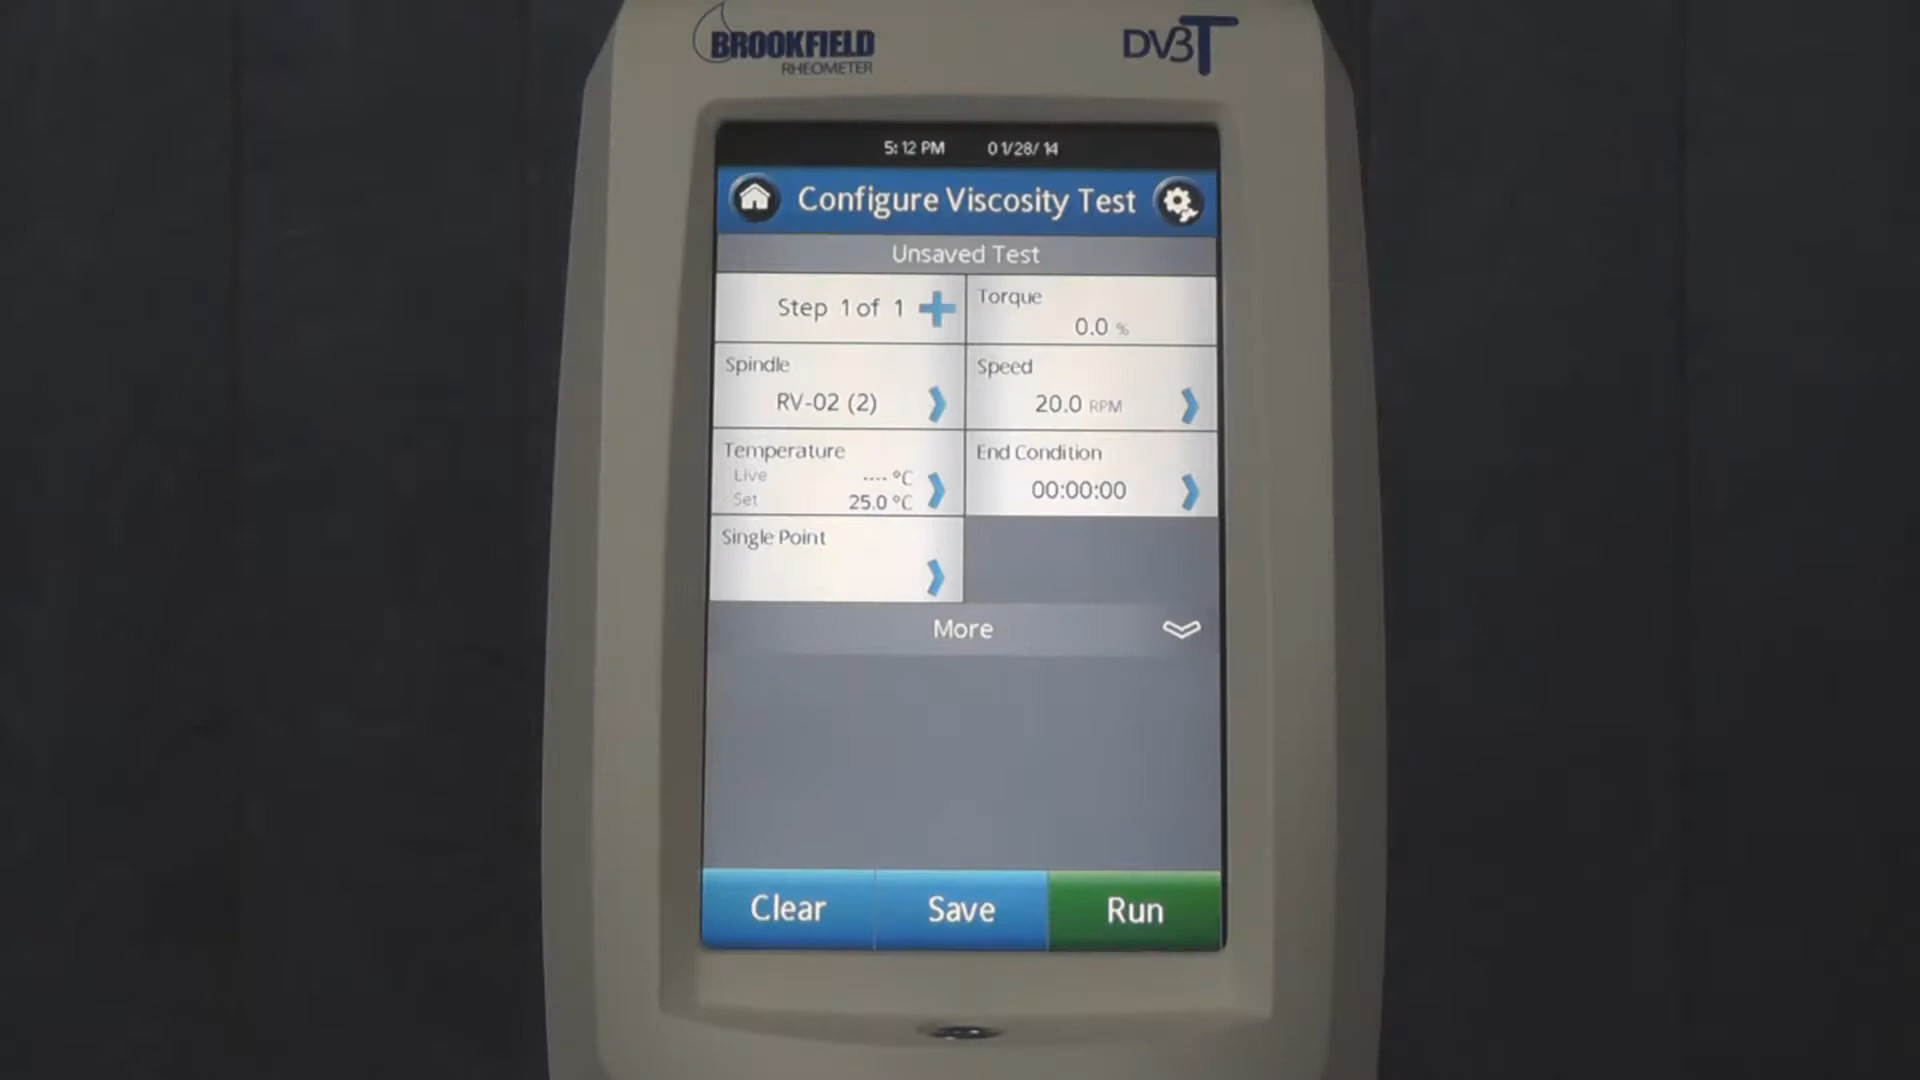 BROOKFIELD
RHEOMETER
DV3T
5:12 PM 01/28/14
Configure Viscosity Test
Unsaved Test
Step 1 of 1
Torque
0.0 %
Spindle
RV-02 (2)
Speed
20.0 RPM
Temperature
Live ---- °C
Set 25.0 °C
End Condition
00:00:00
Single Point
More
Clear Save Run